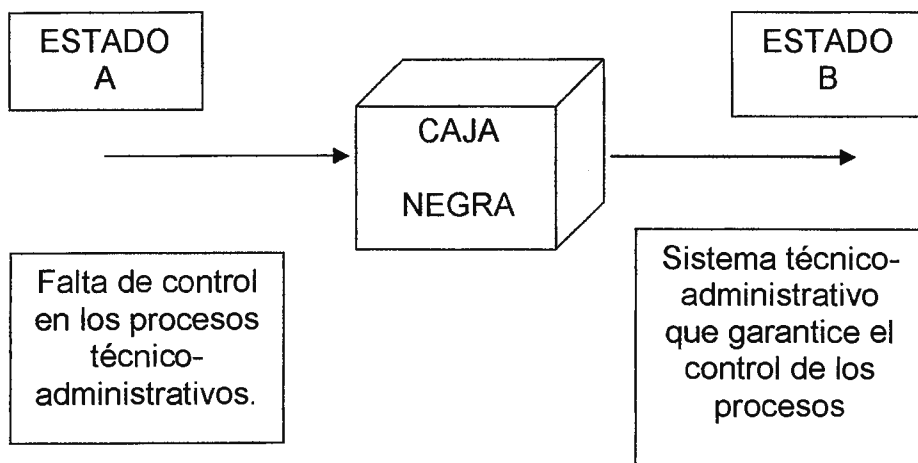 ESTADO
A
ESTADO
B
CAJA
NEGRA
Falta de control
en los procesos
técnico-
administrativos.
Sistema técnico-
administrativo
que garantice el
control de los
procesos